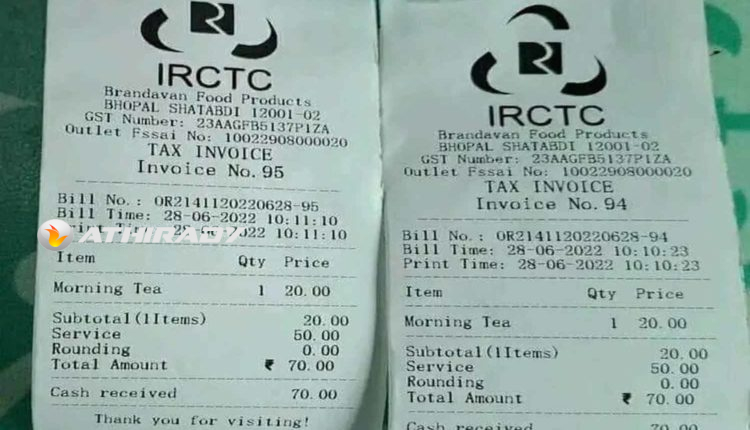 IRCTC
Brandavan Food Products
BHOPAL SHATABDI 12001-02
GST Number: 23AAGFB5137P1ZA
Outlet Fssai No: 10022908000020
TAX INVOICE
Invoice No. 95
Bill No.: OR2141120220628-95
Bill Time: 28-06-2022 10:11:10
ATHIRADY
2022 10:11:10
Item Qty Price
Morning Tea 1 20.00
Subtotal(1Items) 20.00
Service 50.00
Rounding 0.00
Total Amount ₹ 70.00
Cash received 70.00
Thank you for visiting!
IRCTC
Brandavan Food Products
BHOPAL SHATABDI 12001-02
GST Number: 23AAGFB5137P1ZA
Outlet Fssai No: 10022908000020
TAX INVOICE
Invoice No. 94
Bill No.: OR2141120220628-94
Bill Time: 28-06-2022 10:10:23
Print Time: 28-06-2022 10:10:23
Item Qty Price
Morning Tea 1 20.00
Subtotal(1Items) 20.00
Service 50.00
Rounding 0.00
Total Amount ₹ 70.00
Cash received 70.00